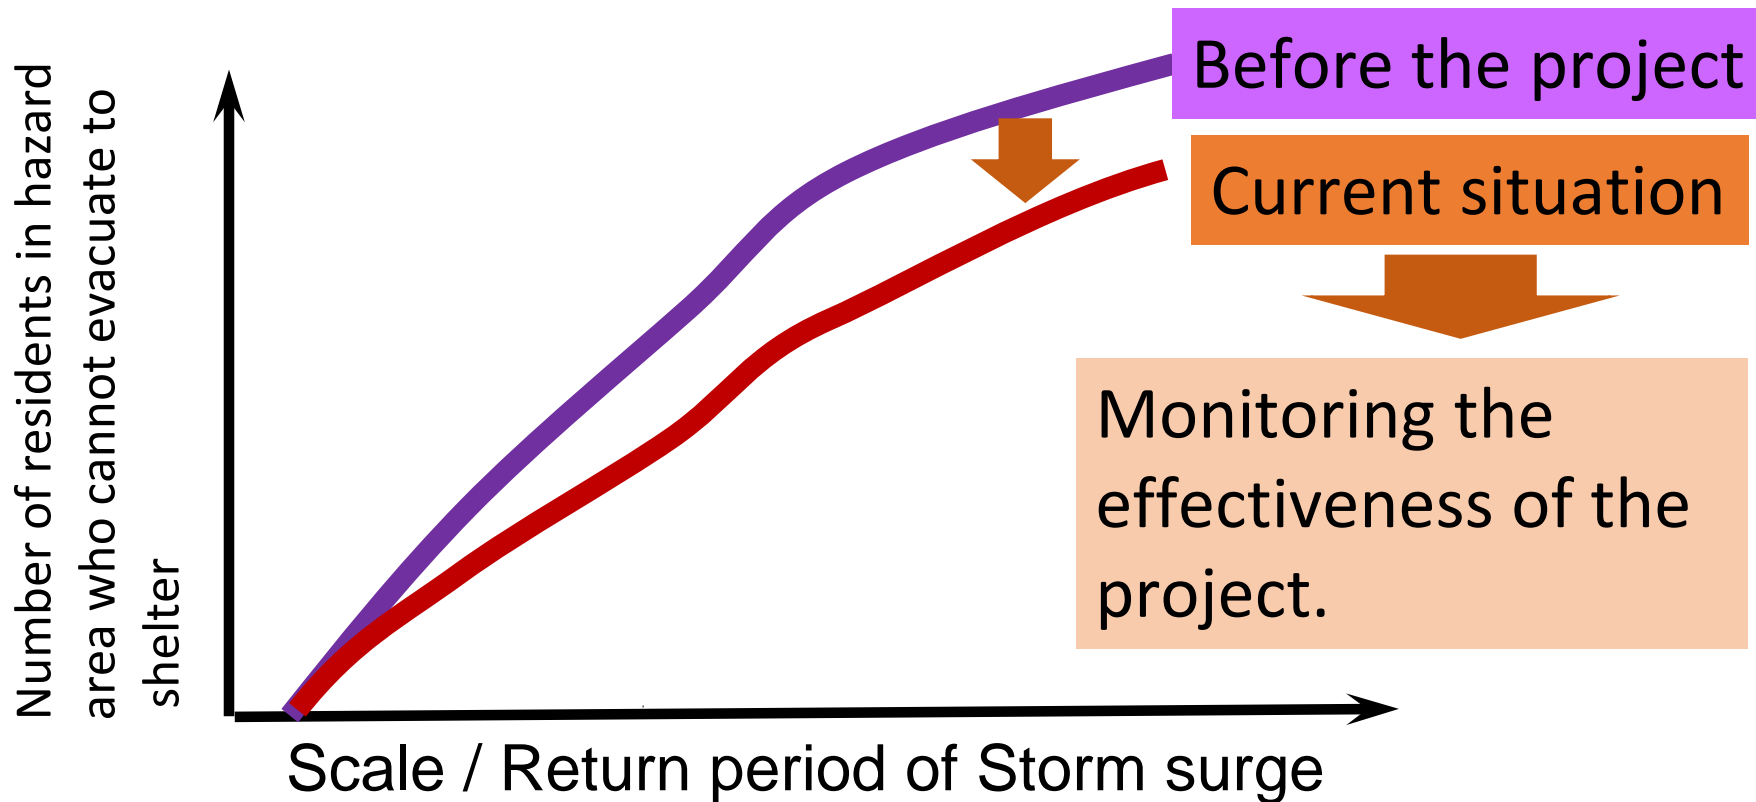 Number of residents in hazard
area who cannot evacuate to
shelter
Before the project
Current situation
Monitoring the
effectiveness of the
project.
Scale / Return period of Storm surge